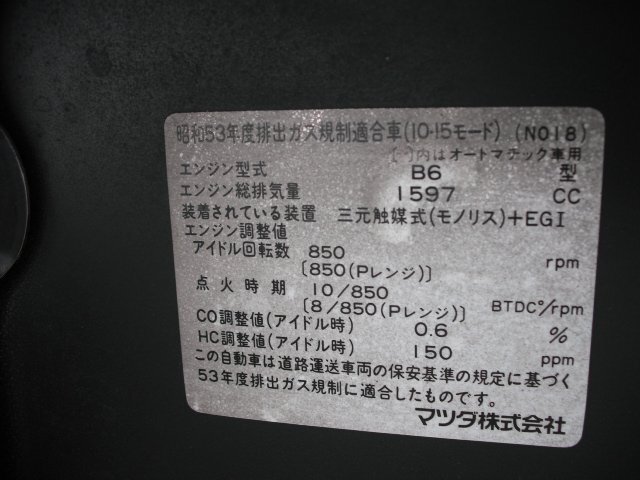 昭和53年度排出ガス規制適合車(10・15モード) (N018)
[ ]内はオートマチック車用
エンジン型式 B6 型
エンジン総排気量 1597 CC
装着されている装置 三元触媒式(モノリス)+EGI
エンジン調整値
アイドル回転数 850 rpm
[850(Pレンジ)]
点火時期 10/850 BTDC°/rpm
[8/850(Pレンジ)]
CO調整値(アイドル時) 0.6 %
HC調整値(アイドル時) 150 ppm
この自動車は道路運送車両の保安基準の規定に基づく
53年度排出ガス規制に適合したものです。
マツダ株式会社